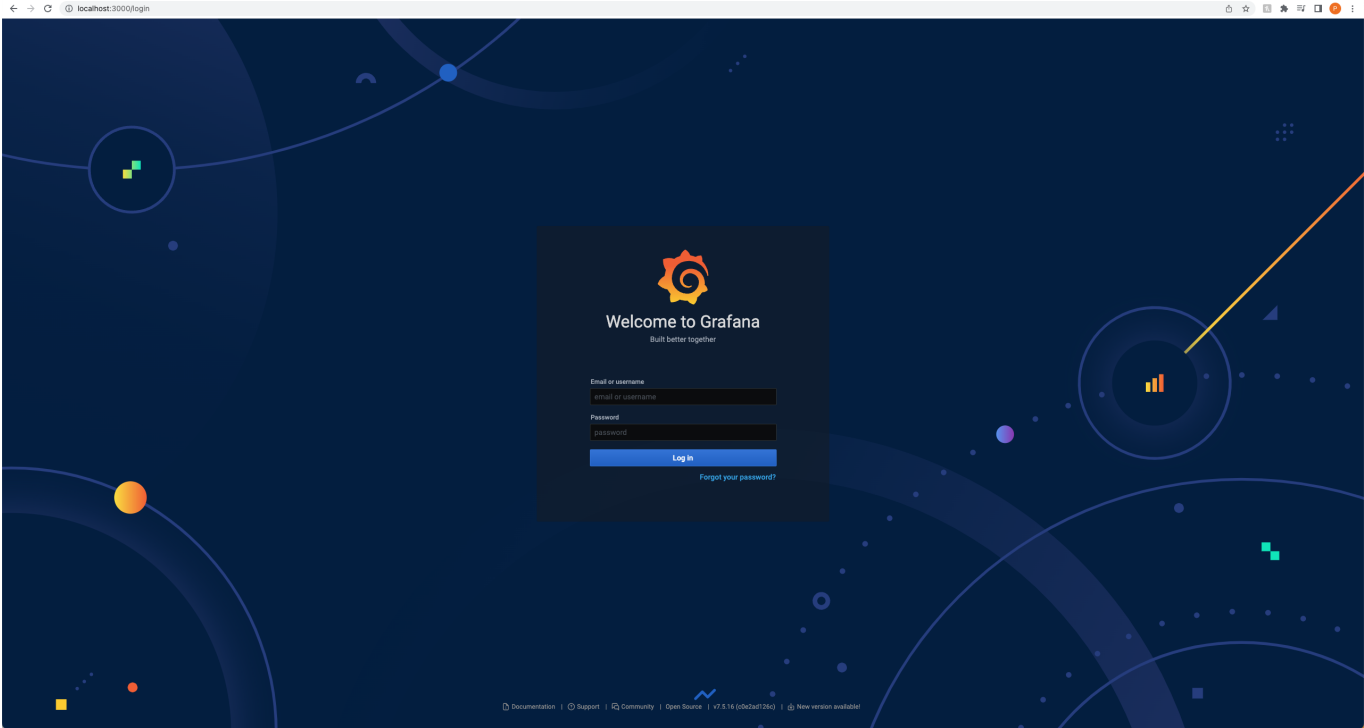 localhost:3000/login
P
Welcome to Grafana
Built better together
Email or username
email or username
Password
password
Log in
Forgot your password?
Documentation | Support | Community | Open Source | v7.5.16 (c0e2ad126c) | New version available!